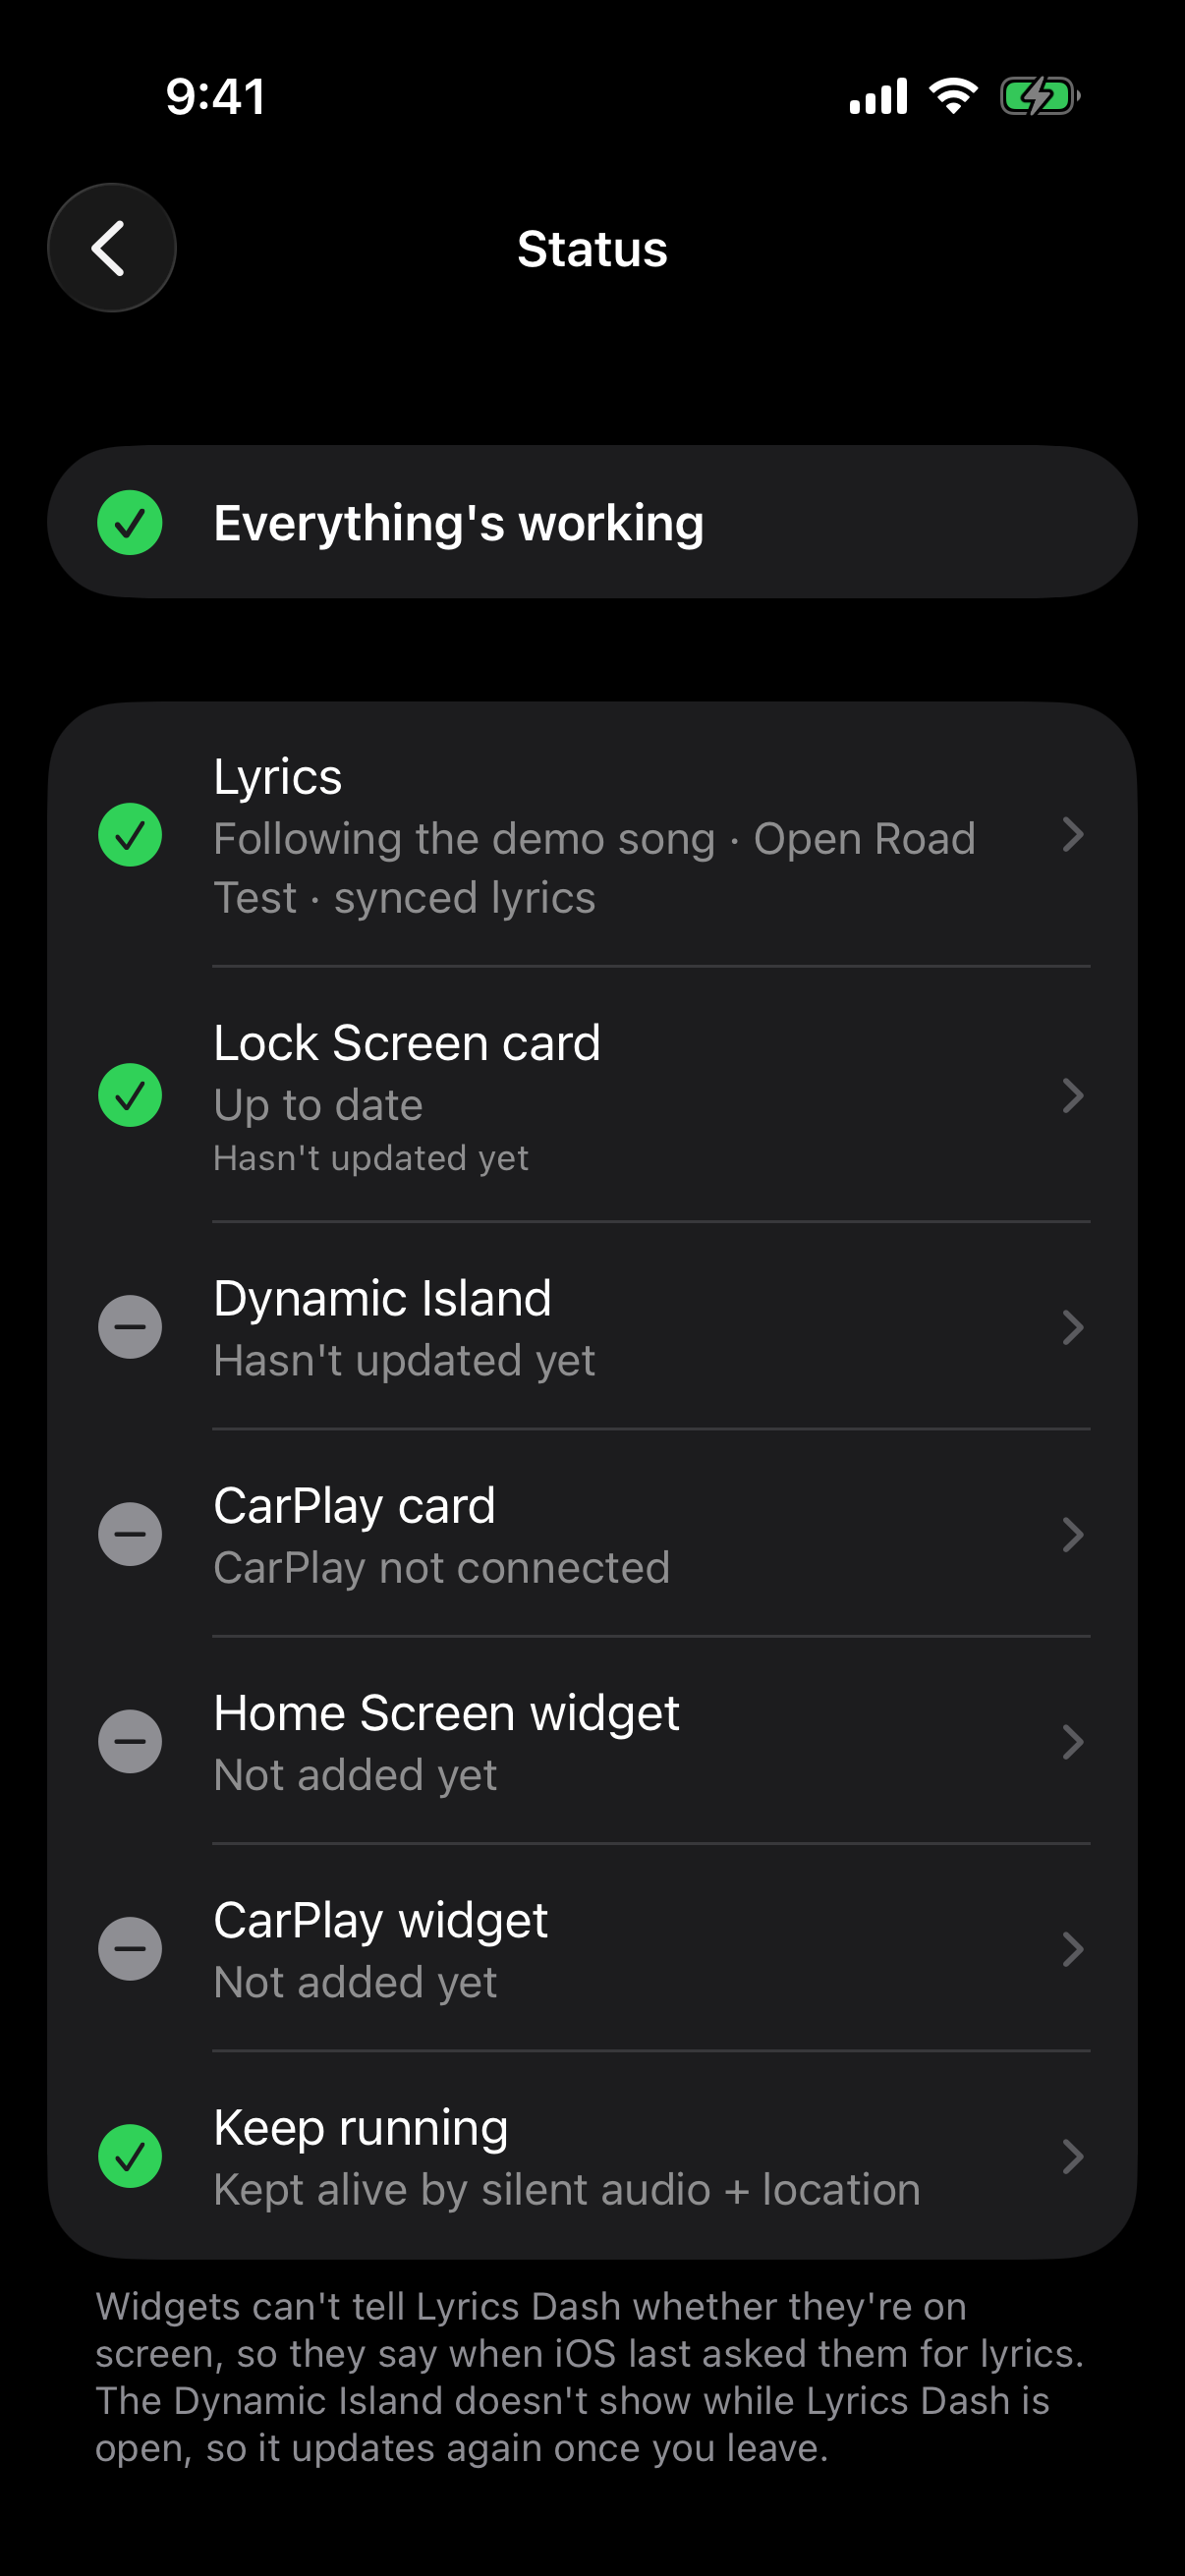 9:41
Status
Everything's working
Lyrics
Following the demo song · Open Road
Test · synced lyrics
Lock Screen card
Up to date
Hasn't updated yet
Dynamic Island
Hasn't updated yet
CarPlay card
CarPlay not connected
Home Screen widget
Not added yet
CarPlay widget
Not added yet
Keep running
Kept alive by silent audio + location
Widgets can't tell Lyrics Dash whether they're on
screen, so they say when iOS last asked them for lyrics.
The Dynamic Island doesn't show while Lyrics Dash is
open, so it updates again once you leave.